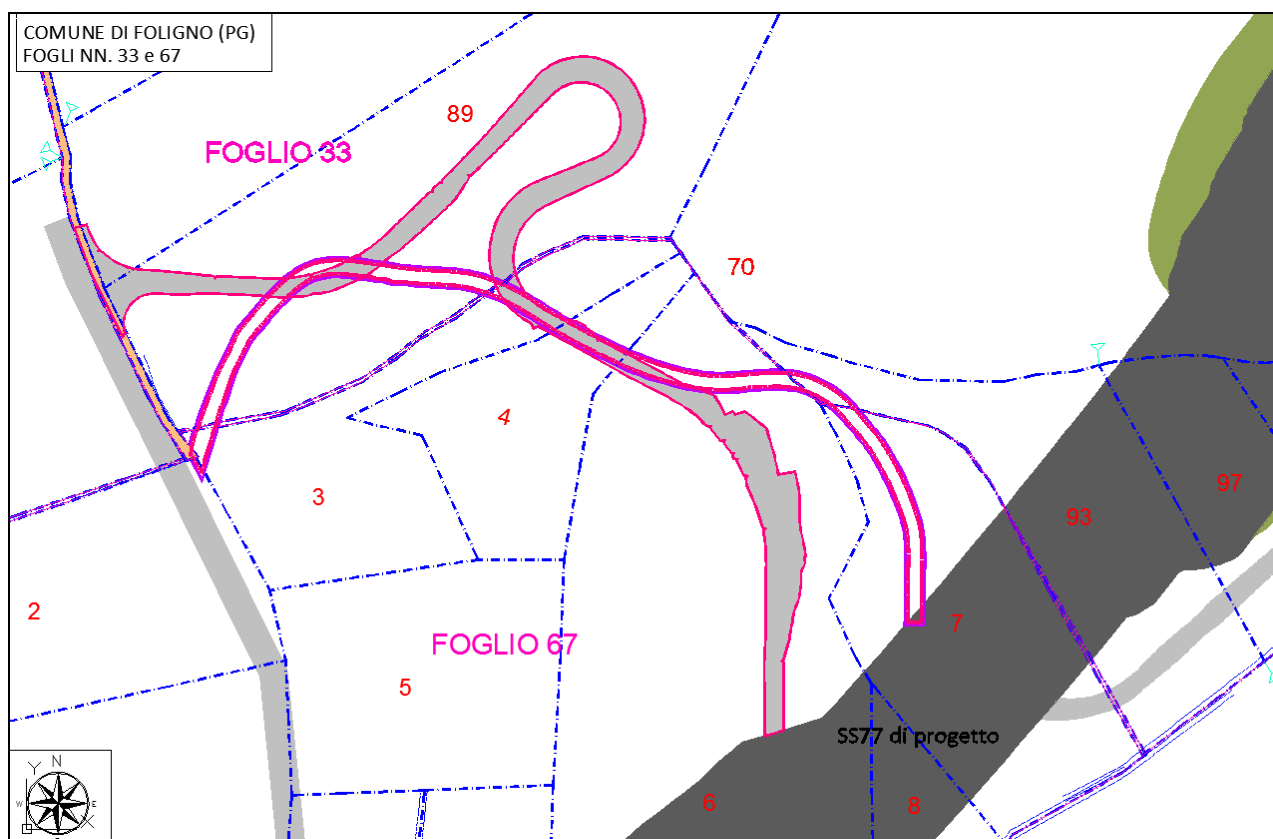 COMUNE DI FOLIGNO (PG)
FOGLI NN. 33 e 67
89
FOGLIO 33
70
4
97
3
93
2
7
FOGLIO 67
5
SS77 di progetto
6
8
Y N
W E
X